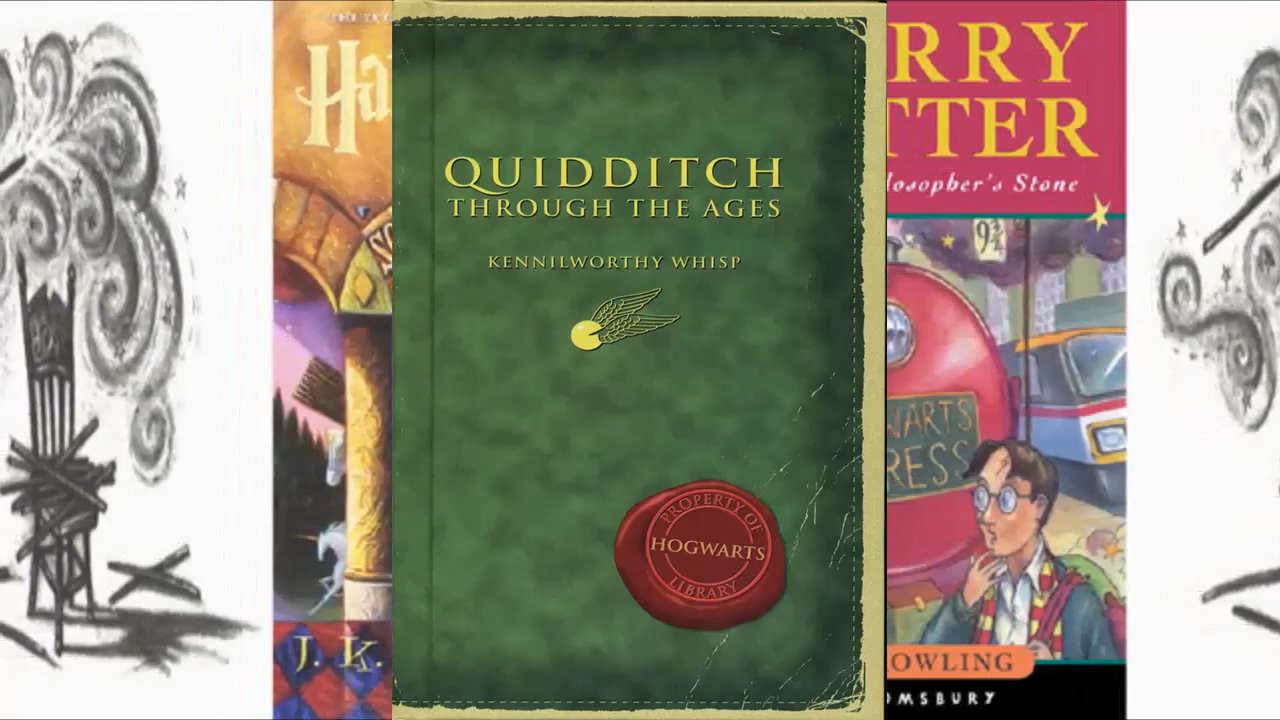 Ha
J. K.
QUIDDITCH
THROUGH THE AGES
KENNILWORTHY WHISP
PROPERTY OF
HOGWARTS
LIBRARY
RRY
TTER
losopher's Stone
9¾
WARTS
RESS
OWLING
OMSBURY